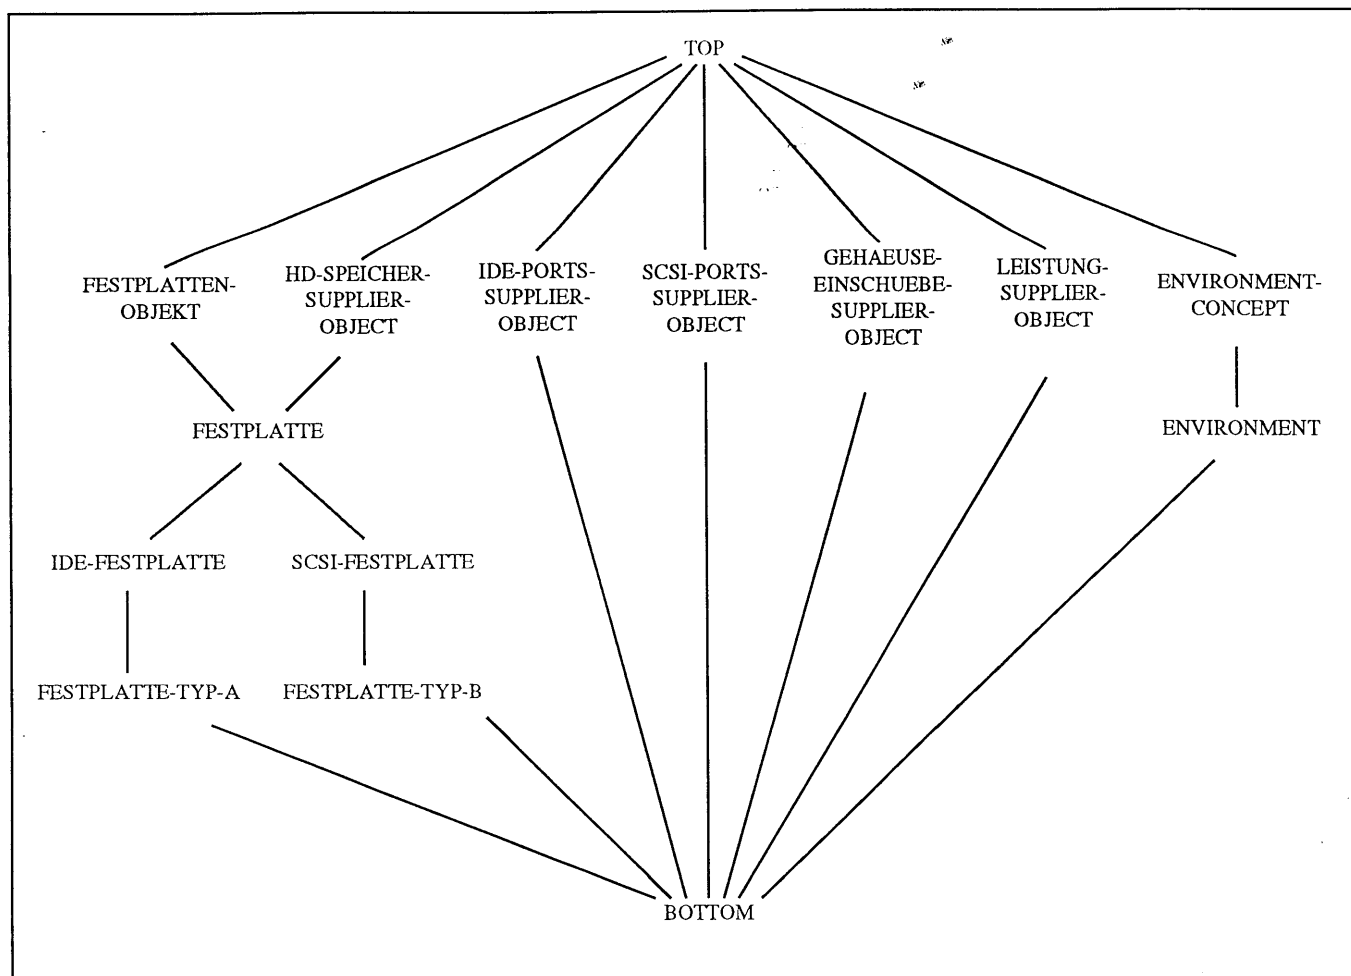 TOP
FESTPLATTEN-
OBJEKT
HD-SPEICHER-
SUPPLIER-
OBJECT
IDE-PORTS-
SUPPLIER-
OBJECT
SCSI-PORTS-
SUPPLIER-
OBJECT
GEHAEUSE-
EINSCHUEBE-
SUPPLIER-
OBJECT
LEISTUNG-
SUPPLIER-
OBJECT
ENVIRONMENT-
CONCEPT
FESTPLATTE
ENVIRONMENT
IDE-FESTPLATTE
SCSI-FESTPLATTE
FESTPLATTE-TYP-A
FESTPLATTE-TYP-B
BOTTOM